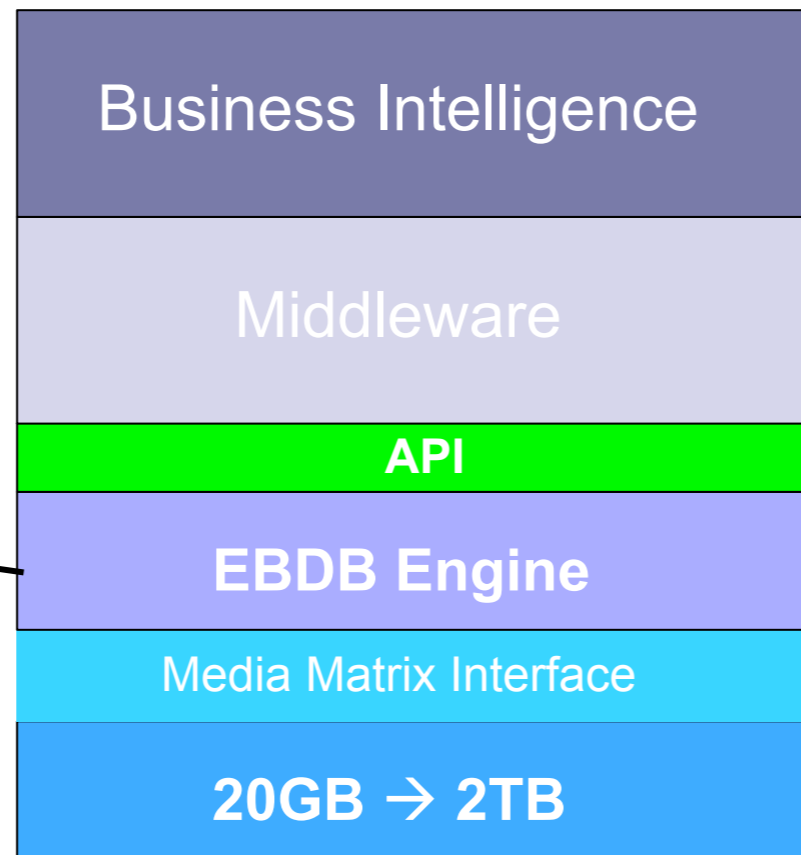 Business Intelligence
Middleware
API
EBDB Engine
Media Matrix Interface
20GB → 2TB